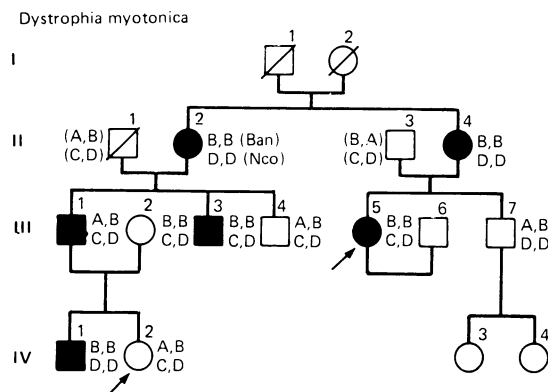 Dystrophia myotonica
1 2
I
1 2 3 4
(A,B) B,B (Ban) (B,A) B,B
II
(C,D) D,D (Nco) (C,D) D,D
1 2 3 4 5 6 7
III
A,B B,B B,B A,B B,B A,B
C,D C,D C,D C,D C,D D,D
1 2 3 4
IV
B,B A,B
D,D C,D